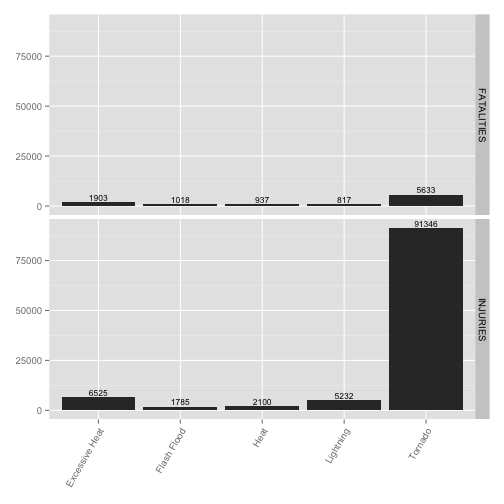 75000
50000
25000
0
1903
1018
937
817
5633
FATALITIES
75000
50000
25000
0
6525
1785
2100
5232
91346
INJURIES
Excessive Heat
Flash Flood
Heat
Lightning
Tornado